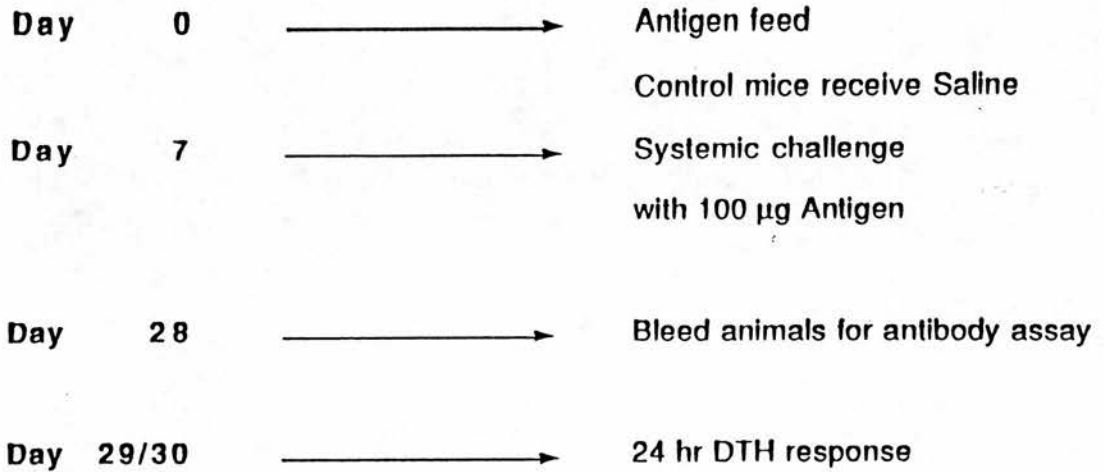 Day 0 Antigen feed
Control mice receive Saline
Day 7 Systemic challenge
with 100 µg Antigen
Day 28 Bleed animals for antibody assay
Day 29/30 24 hr DTH response